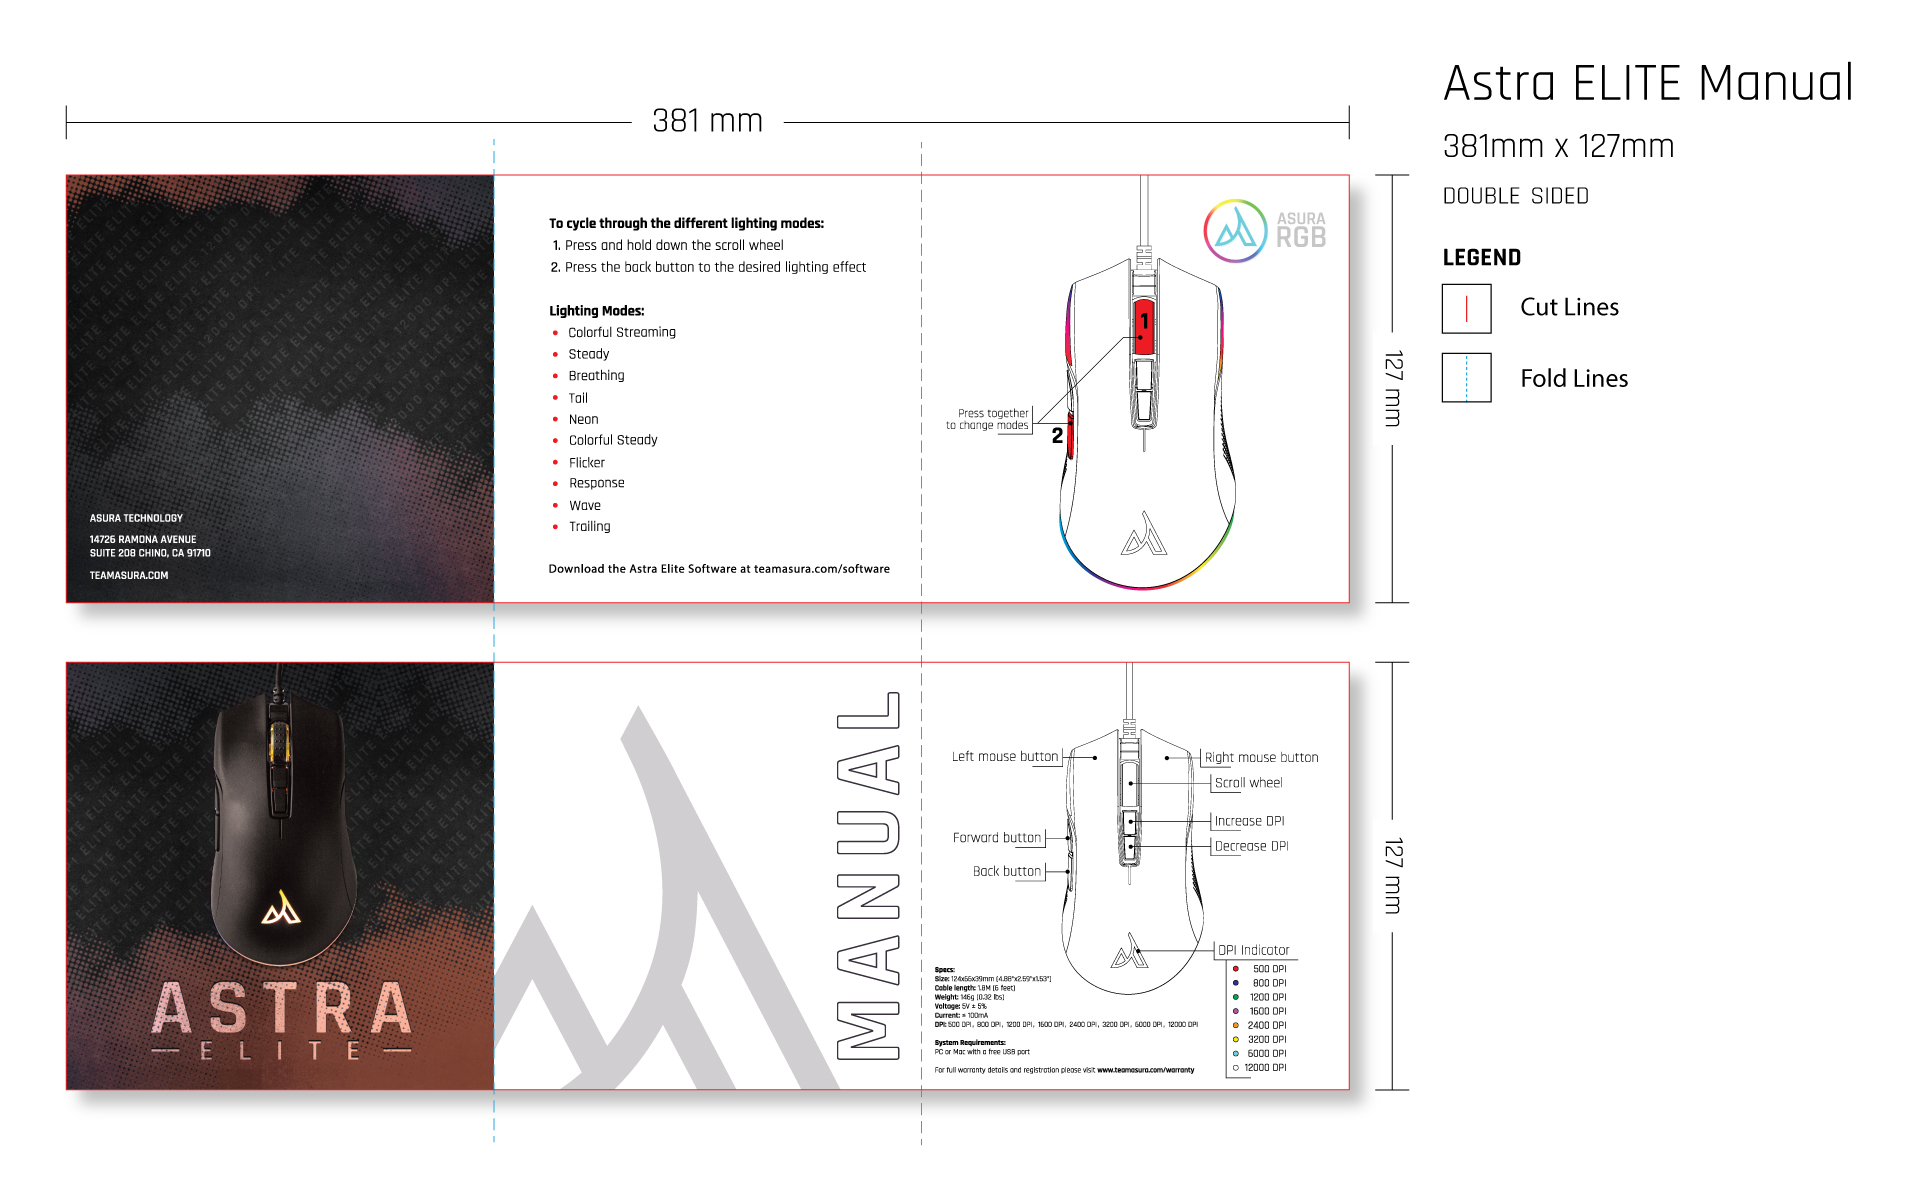 Astra ELITE Manual
381mm x 127mm
DOUBLE SIDED
LEGEND
Cut Lines
Fold Lines
381 mm
127 mm
ASURA TECHNOLOGY
14726 RAMONA AVENUE
SUITE 208 CHINO, CA 91710
TEAMASURA.COM
To cycle through the different lighting modes:
1. Press and hold down the scroll wheel
2. Press the back button to the desired lighting effect
Lighting Modes:
• Colorful Streaming
• Steady
• Breathing
• Tail
• Neon
• Colorful Steady
• Flicker
• Response
• Wave
• Trailing
Download the Astra Elite Software at teamasura.com/software
ASURA
RGB
1
Press together
to change modes
2
127 mm
ASTRA
ELITE
MANUAL
Left mouse button
Right mouse button
Scroll wheel
Increase DPI
Forward button
Decrease DPI
Back button
DPI Indicator
500 DPI
800 DPI
1200 DPI
1600 DPI
2400 DPI
3200 DPI
5000 DPI
12000 DPI
Specs:
Size: 124x66x39mm (4.88"x2.59"x1.53")
Cable length: 1.8M (6 feet)
Weight: 146g (0.32 lbs)
Voltage: 5V ± 5%
Current: = 100mA
DPI: 500 DPI, 800 DPI, 1200 DPI, 1600 DPI, 2400 DPI, 3200 DPI, 5000 DPI, 12000 DPI
System Requirements:
PC or Mac with a free USB port
For full warranty details and registration please visit www.teamasura.com/warranty